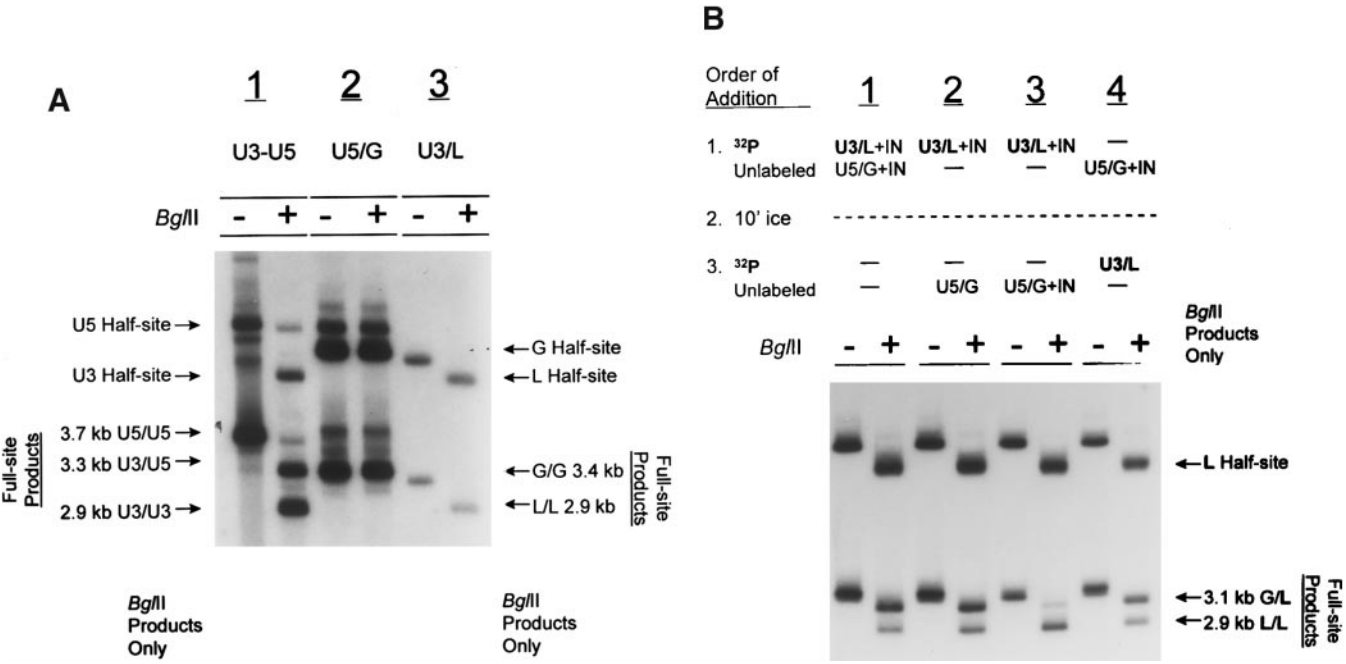 A
1 2 3
U3-U5 U5/G U3/L
BglII - + - + - +
U5 Half-site→
U3 Half-site→
3.7 kb U5/U5→
3.3 kb U3/U5→
2.9 kb U3/U3→
Full-site
Products
←G Half-site
←L Half-site
←G/G 3.4 kb
←L/L 2.9 kb
Full-site
Products
BglII
Products
Only
BglII
Products
Only
B
Order of
Addition
1 2 3 4
1. 32P U3/L+IN U3/L+IN U3/L+IN —
Unlabeled U5/G+IN — — U5/G+IN
2. 10' ice
3. 32P — — — U3/L
Unlabeled — U5/G U5/G+IN —
BglII
Products
Only
BglII - + - + - + - +
←L Half-site
←3.1 kb G/L
←2.9 kb L/L
Full-site
Products